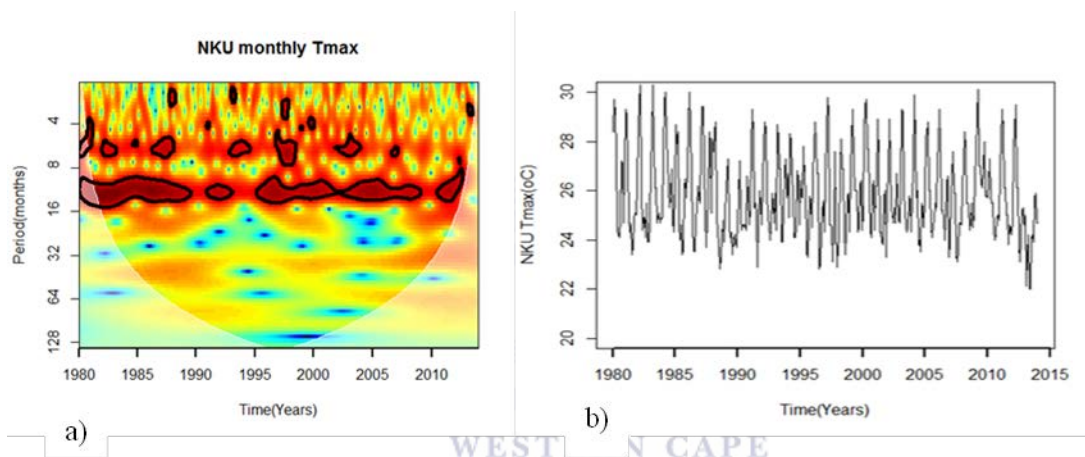 NKU monthly Tmax
Period(months)
4
8
16
32
64
128
1980 1985 1990 1995 2000 2005 2010
Time(Years)
a)
NKU Tmax(oC)
30
28
26
24
22
20
1980 1985 1990 1995 2000 2005 2010 2015
Time(Years)
b)
WEST N CAPE